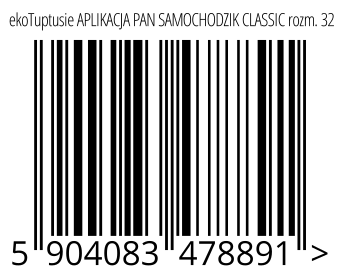 ekoTuptusie APLIKACJA PAN SAMOCHODZIK CLASSIC rozm. 32
5 904083 478891 >